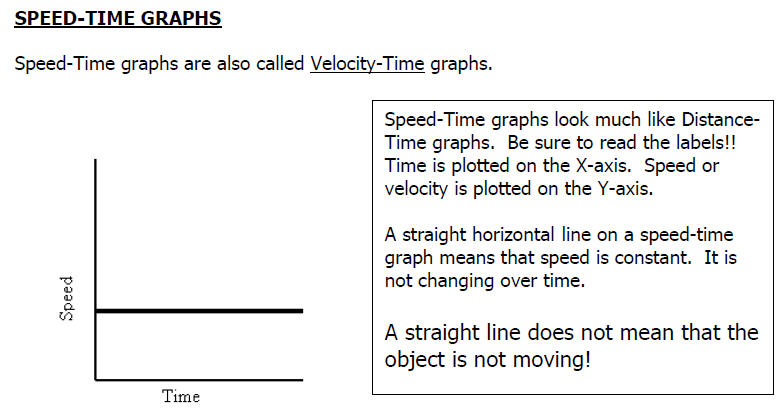 SPEED-TIME GRAPHS
Speed-Time graphs are also called Velocity-Time graphs.
Speed-Time graphs look much like Distance-
Time graphs.  Be sure to read the labels!!
Time is plotted on the X-axis.  Speed or
velocity is plotted on the Y-axis.
A straight horizontal line on a speed-time
graph means that speed is constant.  It is
not changing over time.
A straight line does not mean that the
object is not moving!
Speed
Time